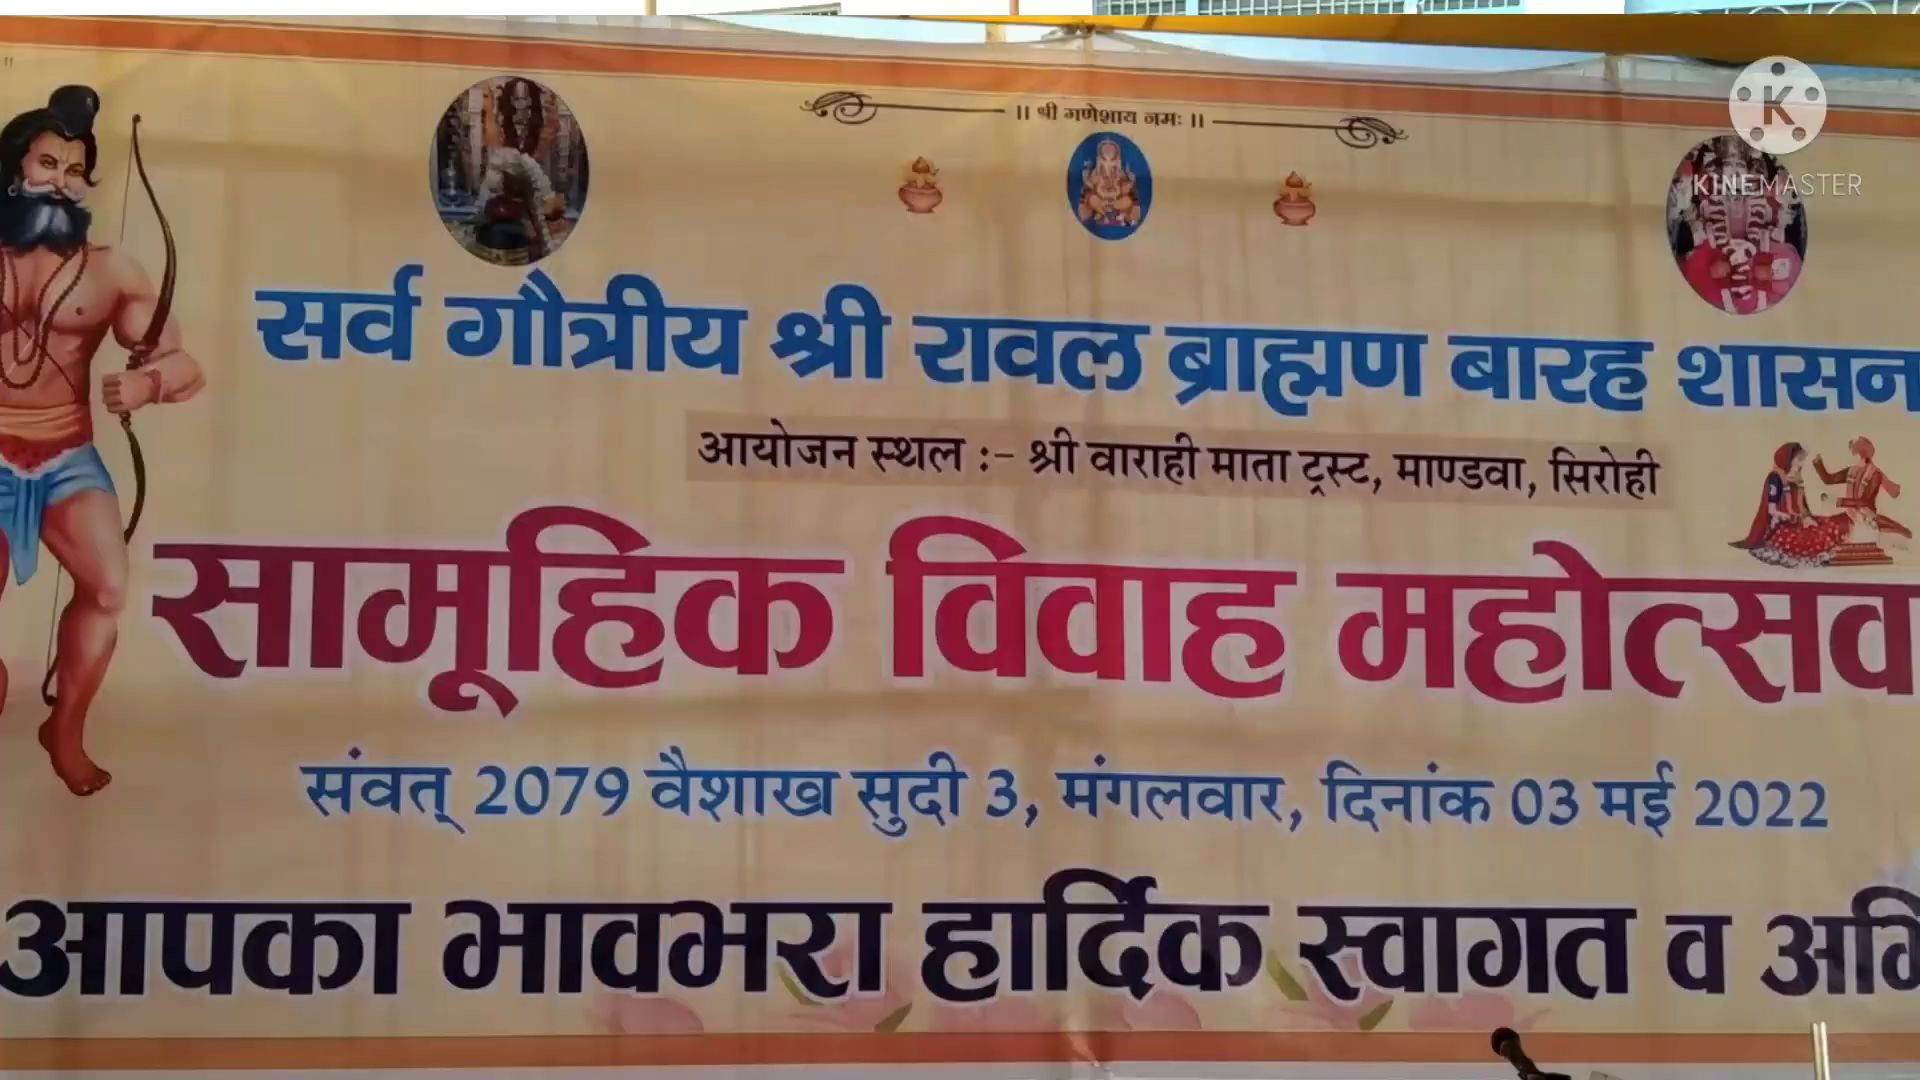 ॥ श्री गणेशाय नमः ॥
KINEMASTER
सर्व गौत्रीय श्री रावल ब्राह्मण बारह शासन
आयोजन स्थल :- श्री वाराही माता ट्रस्ट, माण्डवा, सिरोही
सामूहिक विवाह महोत्सव
संवत् 2079 वैशाख सुदी 3, मंगलवार, दिनांक 03 मई 2022
आपका भावभरा हार्दिक स्वागत व